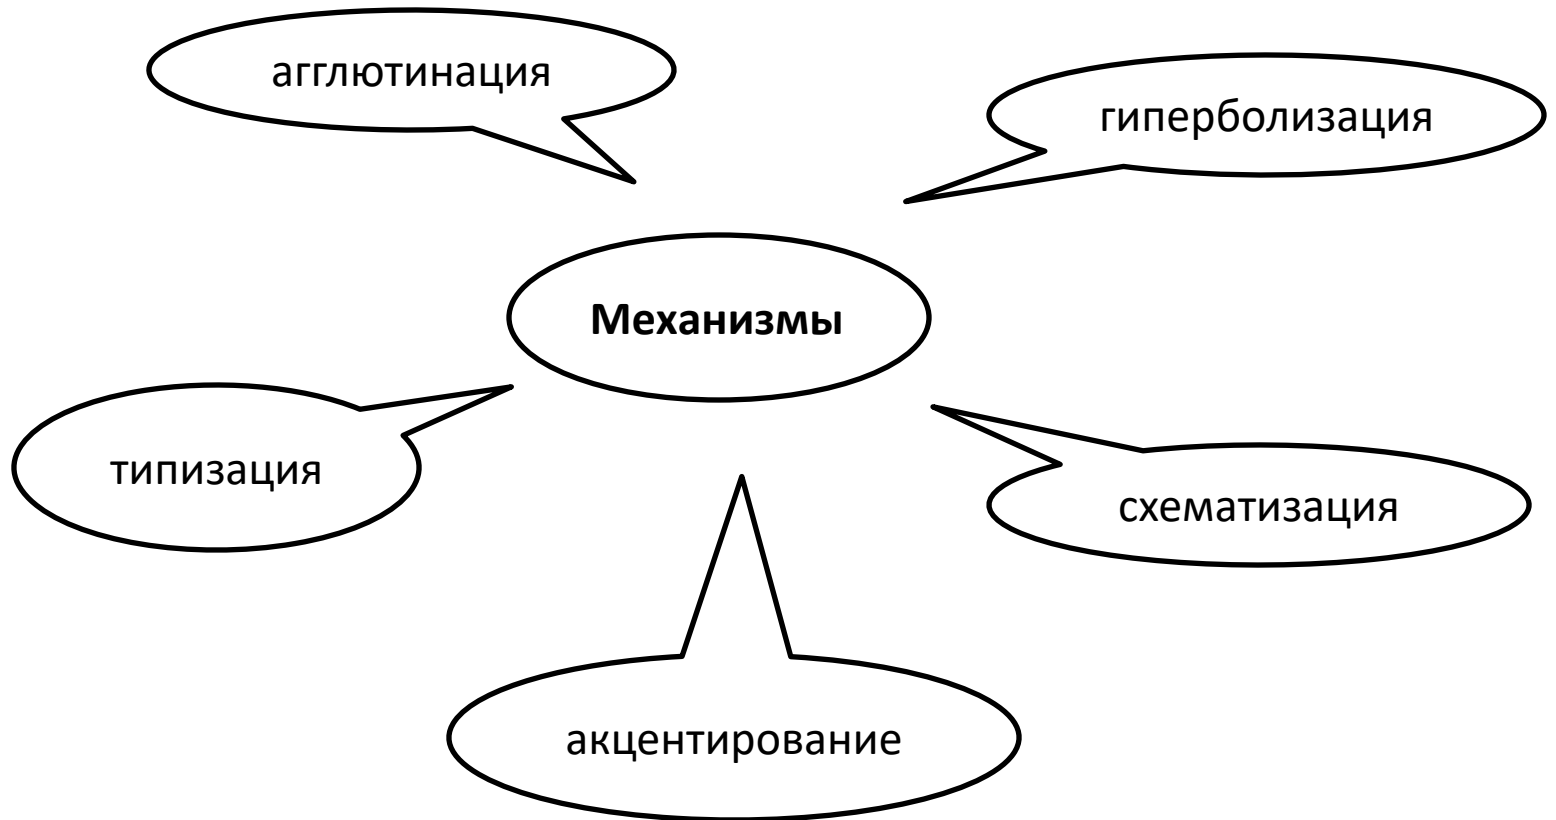 агглютинация
гиперболизация
Механизмы
типизация
схематизация
акцентирование